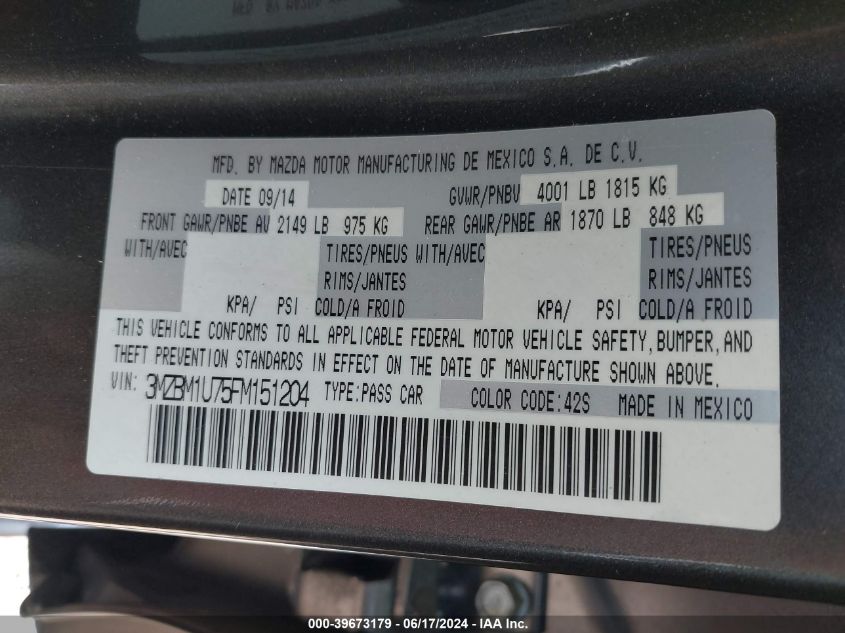 MFD. BY MAZDA MOTOR MANUFACTURING DE MEXICO S.A. DE C.V.
DATE 09/14 GVWR/PNBV 4001 LB 1815 KG
FRONT GAWR/PNBE AV 2149 LB 975 KG REAR GAWR/PNBE AR 1870 LB 848 KG
WITH/AVEC TIRES/PNEUS WITH/AVEC TIRES/PNEUS
RIMS/JANTES RIMS/JANTES
KPA/ PSI COLD/A FROID KPA/ PSI COLD/A FROID
THIS VEHICLE CONFORMS TO ALL APPLICABLE FEDERAL MOTOR VEHICLE SAFETY, BUMPER, AND
THEFT PREVENTION STANDARDS IN EFFECT ON THE DATE OF MANUFACTURE SHOWN ABOVE.
VIN: 3MZBM1U75FM151204 TYPE:PASS CAR COLOR CODE:42S MADE IN MEXICO
000-39673179 - 06/17/2024 - IAA Inc.